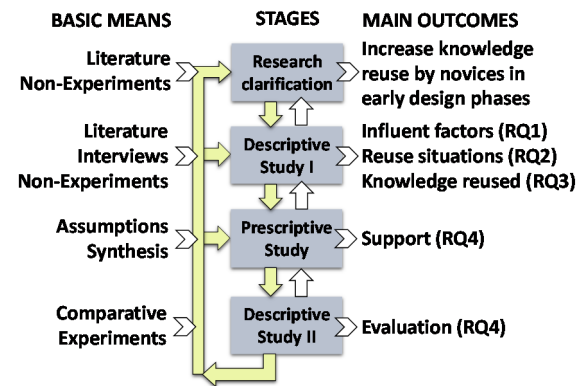 BASIC MEANS STAGES MAIN OUTCOMES
Literature
Non-Experiments
Research
clarification
Increase knowledge
reuse by novices in
early design phases
Literature
Interviews
Non-Experiments
Descriptive
Study I
Influent factors (RQ1)
Reuse situations (RQ2)
Knowledge reused (RQ3)
Assumptions
Synthesis
Prescriptive
Study
Support (RQ4)
Comparative
Experiments
Descriptive
Study II
Evaluation (RQ4)